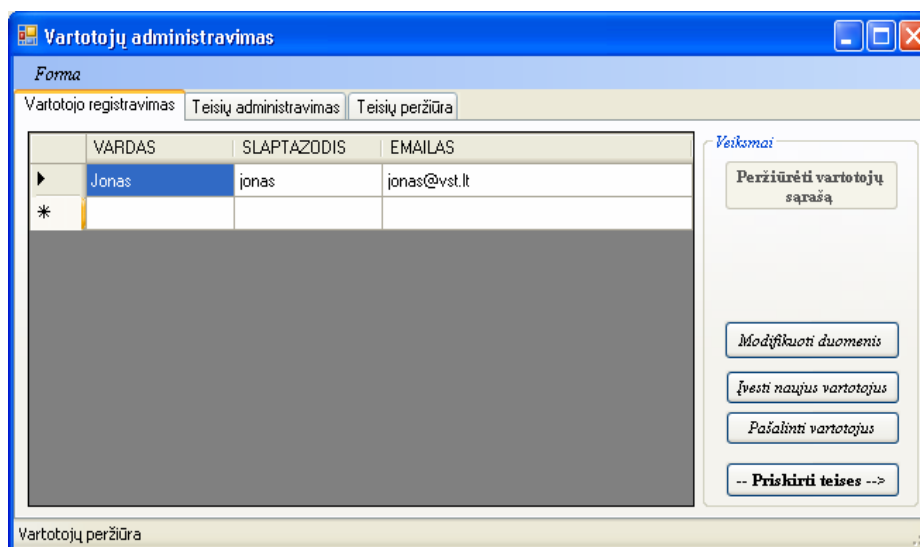 Vartotojų administravimas
Forma
Vartotojo registravimas Teisių administravimas Teisių peržiūra
VARDAS SLAPTAZODIS EMAILAS
Jonas jonas jonas@vst.lt
Veiksmai
Peržiūrėti vartotojų
sąrašą
Modifikuoti duomenis
Įvesti naujus vartotojus
Pašalinti vartotojus
-- Priskirti teises -->
Vartotojų peržiūra